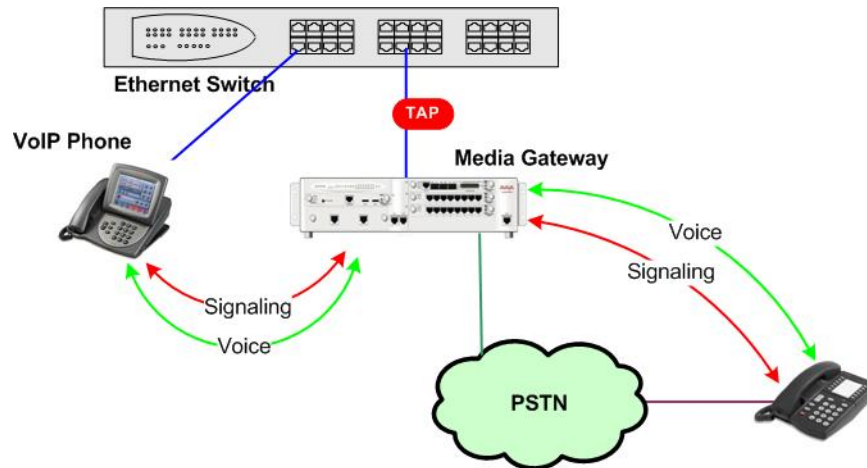 Ethernet Switch
TAP
VoIP Phone
Media Gateway
Voice
Signaling
Signaling
Voice
PSTN